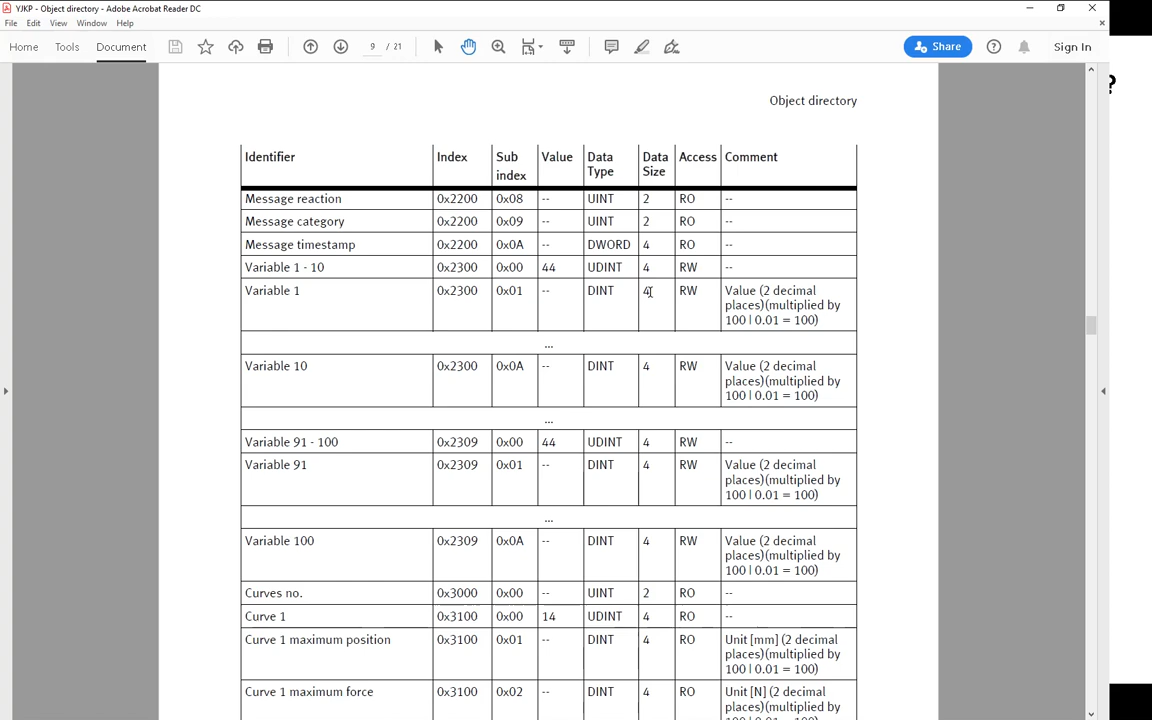 YJKP - Object directory - Adobe Acrobat Reader DC
File Edit View Window Help
Home Tools Document 9 / 21 Share Sign In
?
Object directory
Identifier Index Sub index Value Data Type Data Size Access Comment
Message reaction 0x2200 0x08 -- UINT 2 RO --
Message category 0x2200 0x09 -- UINT 2 RO --
Message timestamp 0x2200 0x0A -- DWORD 4 RO --
Variable 1 - 10 0x2300 0x00 44 UDINT 4 RW --
Variable 1 0x2300 0x01 -- DINT 4 RW Value (2 decimal
places)(multiplied by
100 | 0.01 = 100)
...
Variable 10 0x2300 0x0A -- DINT 4 RW Value (2 decimal
places)(multiplied by
100 | 0.01 = 100)
...
Variable 91 - 100 0x2309 0x00 44 UDINT 4 RW --
Variable 91 0x2309 0x01 -- DINT 4 RW Value (2 decimal
places)(multiplied by
100 | 0.01 = 100)
...
Variable 100 0x2309 0x0A -- DINT 4 RW Value (2 decimal
places)(multiplied by
100 | 0.01 = 100)
Curves no. 0x3000 0x00 -- UINT 2 RO --
Curve 1 0x3100 0x00 14 UDINT 4 RO --
Curve 1 maximum position 0x3100 0x01 -- DINT 4 RO Unit [mm] (2 decimal
places)(multiplied by
100 | 0.01 = 100)
Curve 1 maximum force 0x3100 0x02 -- DINT 4 RO Unit [N] (2 decimal
places)(multiplied by